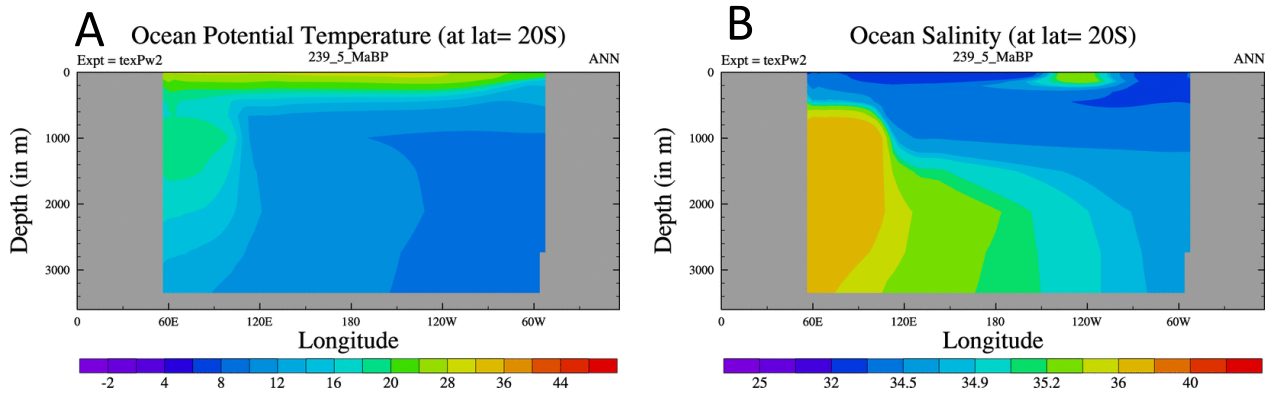 A
Ocean Potential Temperature (at lat= 20S)
Expt = texPw2 239_5_MaBP ANN
0
1000
2000
3000
Depth (in m)
0 60E 120E 180 120W 60W
Longitude
-2 4 8 12 16 20 28 36 44
B
Ocean Salinity (at lat= 20S)
Expt = texPw2 239_5_MaBP ANN
0
1000
2000
3000
Depth (in m)
0 60E 120E 180 120W 60W
Longitude
25 32 34.5 34.9 35.2 36 40